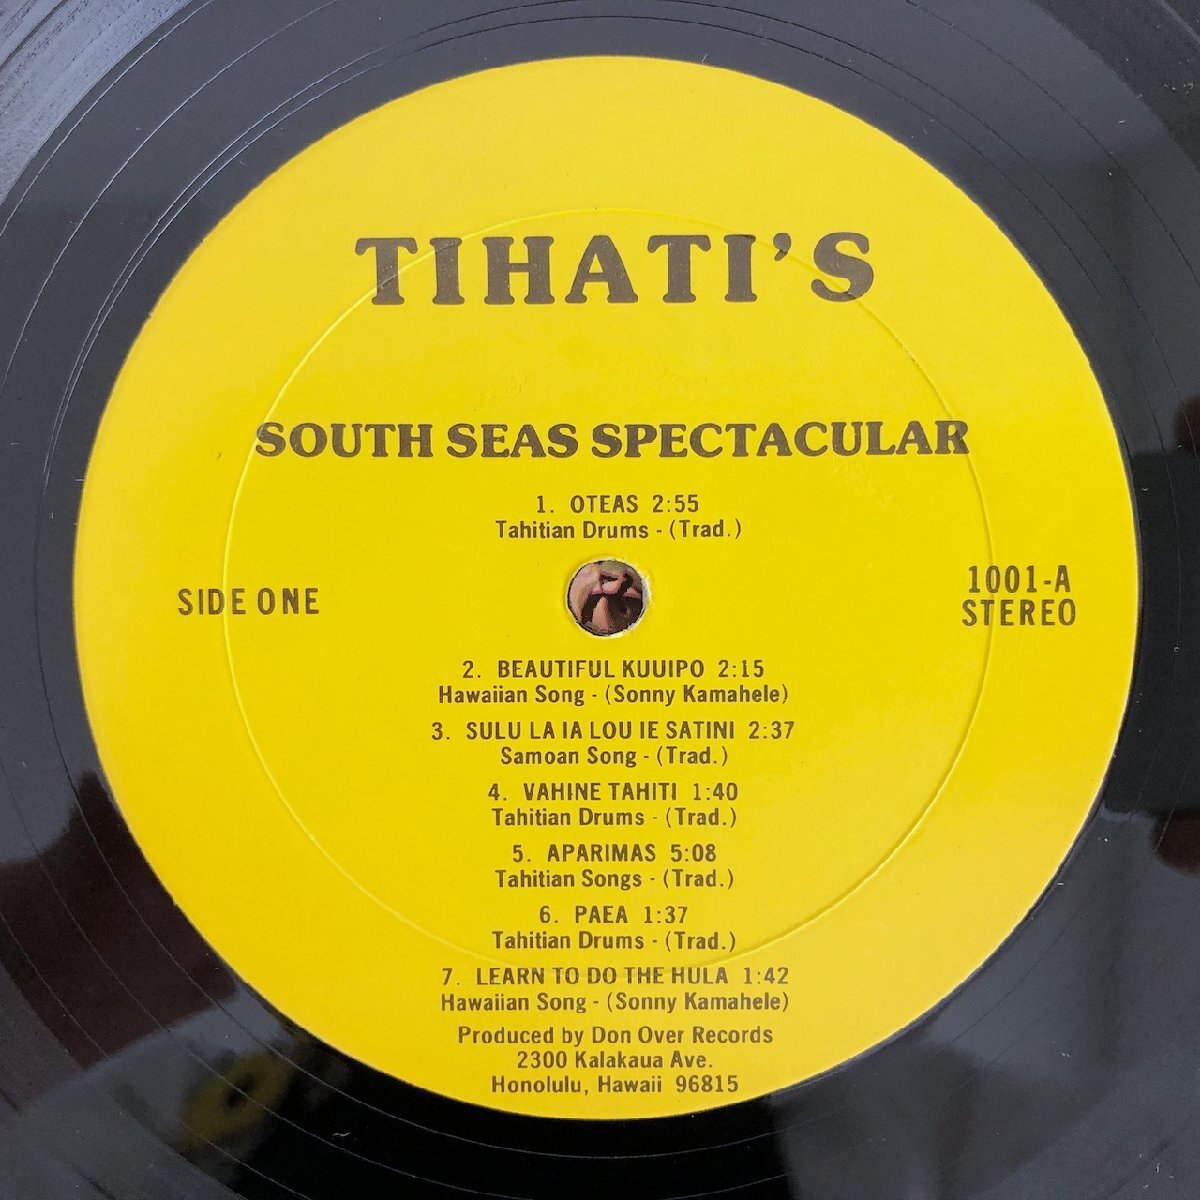 TIHATI'S
SOUTH SEAS SPECTACULAR
1. OTEAS 2:55
Tahitian Drums - (Trad.)
SIDE ONE
1001-A
STEREO
2. BEAUTIFUL KUUIPO 2:15
Hawaiian Song - (Sonny Kamahele)
3. SULU LA IA LOU IE SATINI 2:37
Samoan Song - (Trad.)
4. VAHINE TAHITI 1:40
Tahitian Drums - (Trad.)
5. APARIMAS 5:08
Tahitian Songs - (Trad.)
6. PAEA 1:37
Tahitian Drums - (Trad.)
7. LEARN TO DO THE HULA 1:42
Hawaiian Song - (Sonny Kamahele)
Produced by Don Over Records
2300 Kalakaua Ave.
Honolulu, Hawaii 96815